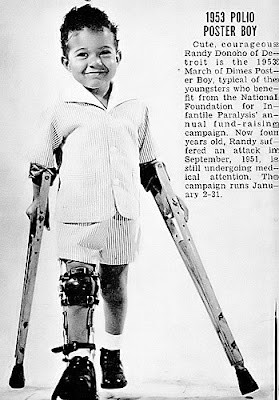 1953 POLIO
POSTER BOY
Cute, courageous
Randy Donoho of De-
troit is the 1953
March of Dimes Post-
er Boy, typical of the
youngsters who bene-
fit from the National
Foundation for In-
fantile Paralysis' an-
nual fund-raising
campaign. Now four
years old, Randy suf-
fered an attack in
September, 1951, is
still undergoing med-
ical attention. The
campaign runs Janu-
ary 2-31.